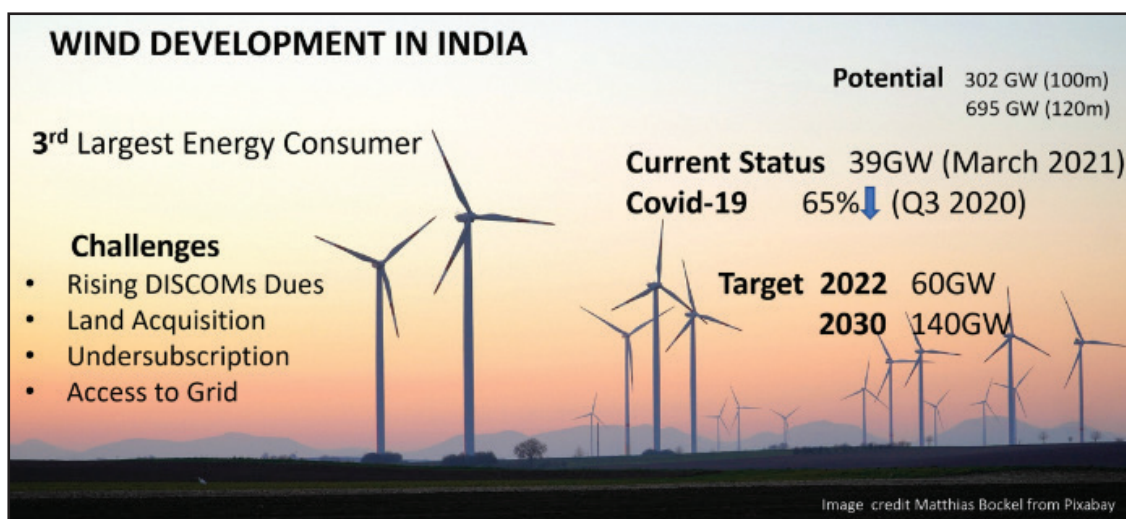 WIND DEVELOPMENT IN INDIA
Potential 302 GW (100m)
695 GW (120m)
3rd Largest Energy Consumer
Current Status 39GW (March 2021)
Covid-19 65% (Q3 2020)
Challenges
• Rising DISCOMs Dues
• Land Acquisition
• Undersubscription
• Access to Grid
Target 2022 60GW
2030 140GW
Image credit Matthias Bockel from Pixabay